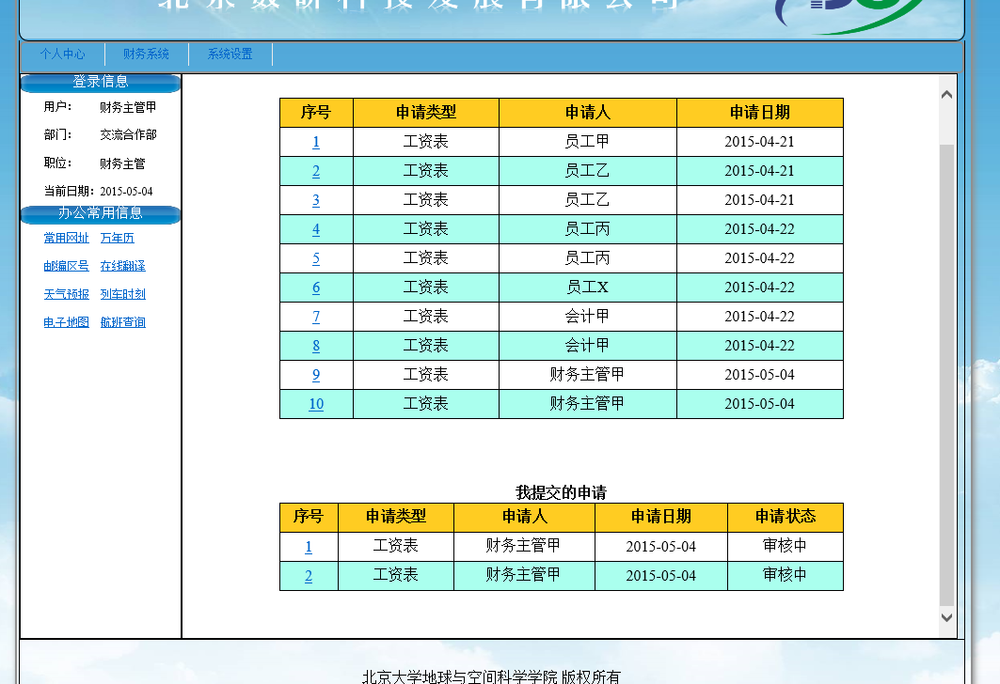 个人中心 财务系统 系统设置
登录信息
用户： 财务主管甲
部门： 交流合作部
职位： 财务主管
当前日期： 2015-05-04
办公常用信息
常用网址 万年历
邮编区号 在线翻译
天气预报 列车时刻
电子地图 航班查询
序号 申请类型 申请人 申请日期
1 工资表 员工甲 2015-04-21
2 工资表 员工乙 2015-04-21
3 工资表 员工乙 2015-04-21
4 工资表 员工丙 2015-04-22
5 工资表 员工丙 2015-04-22
6 工资表 员工X 2015-04-22
7 工资表 会计甲 2015-04-22
8 工资表 会计甲 2015-04-22
9 工资表 财务主管甲 2015-05-04
10 工资表 财务主管甲 2015-05-04
我提交的申请
序号 申请类型 申请人 申请日期 申请状态
1 工资表 财务主管甲 2015-05-04 审核中
2 工资表 财务主管甲 2015-05-04 审核中
北京大学地球与空间科学学院 版权所有